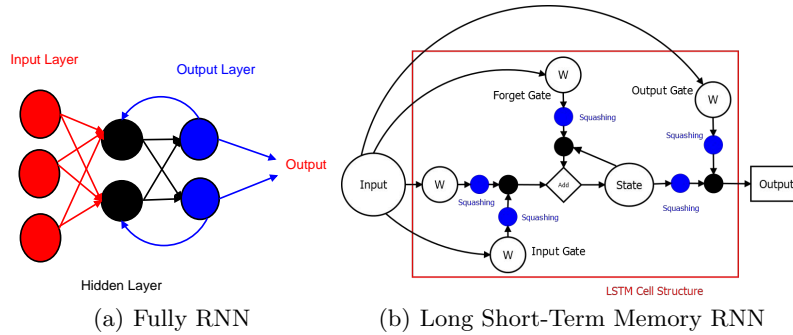 Input Layer
Output Layer
Output
Hidden Layer
(a) Fully RNN
W
Forget Gate
Squashing
Output Gate
W
Squashing
Input
W
Squashing
Add
State
Squashing
Output
Squashing
W
Input Gate
LSTM Cell Structure
(b) Long Short-Term Memory RNN